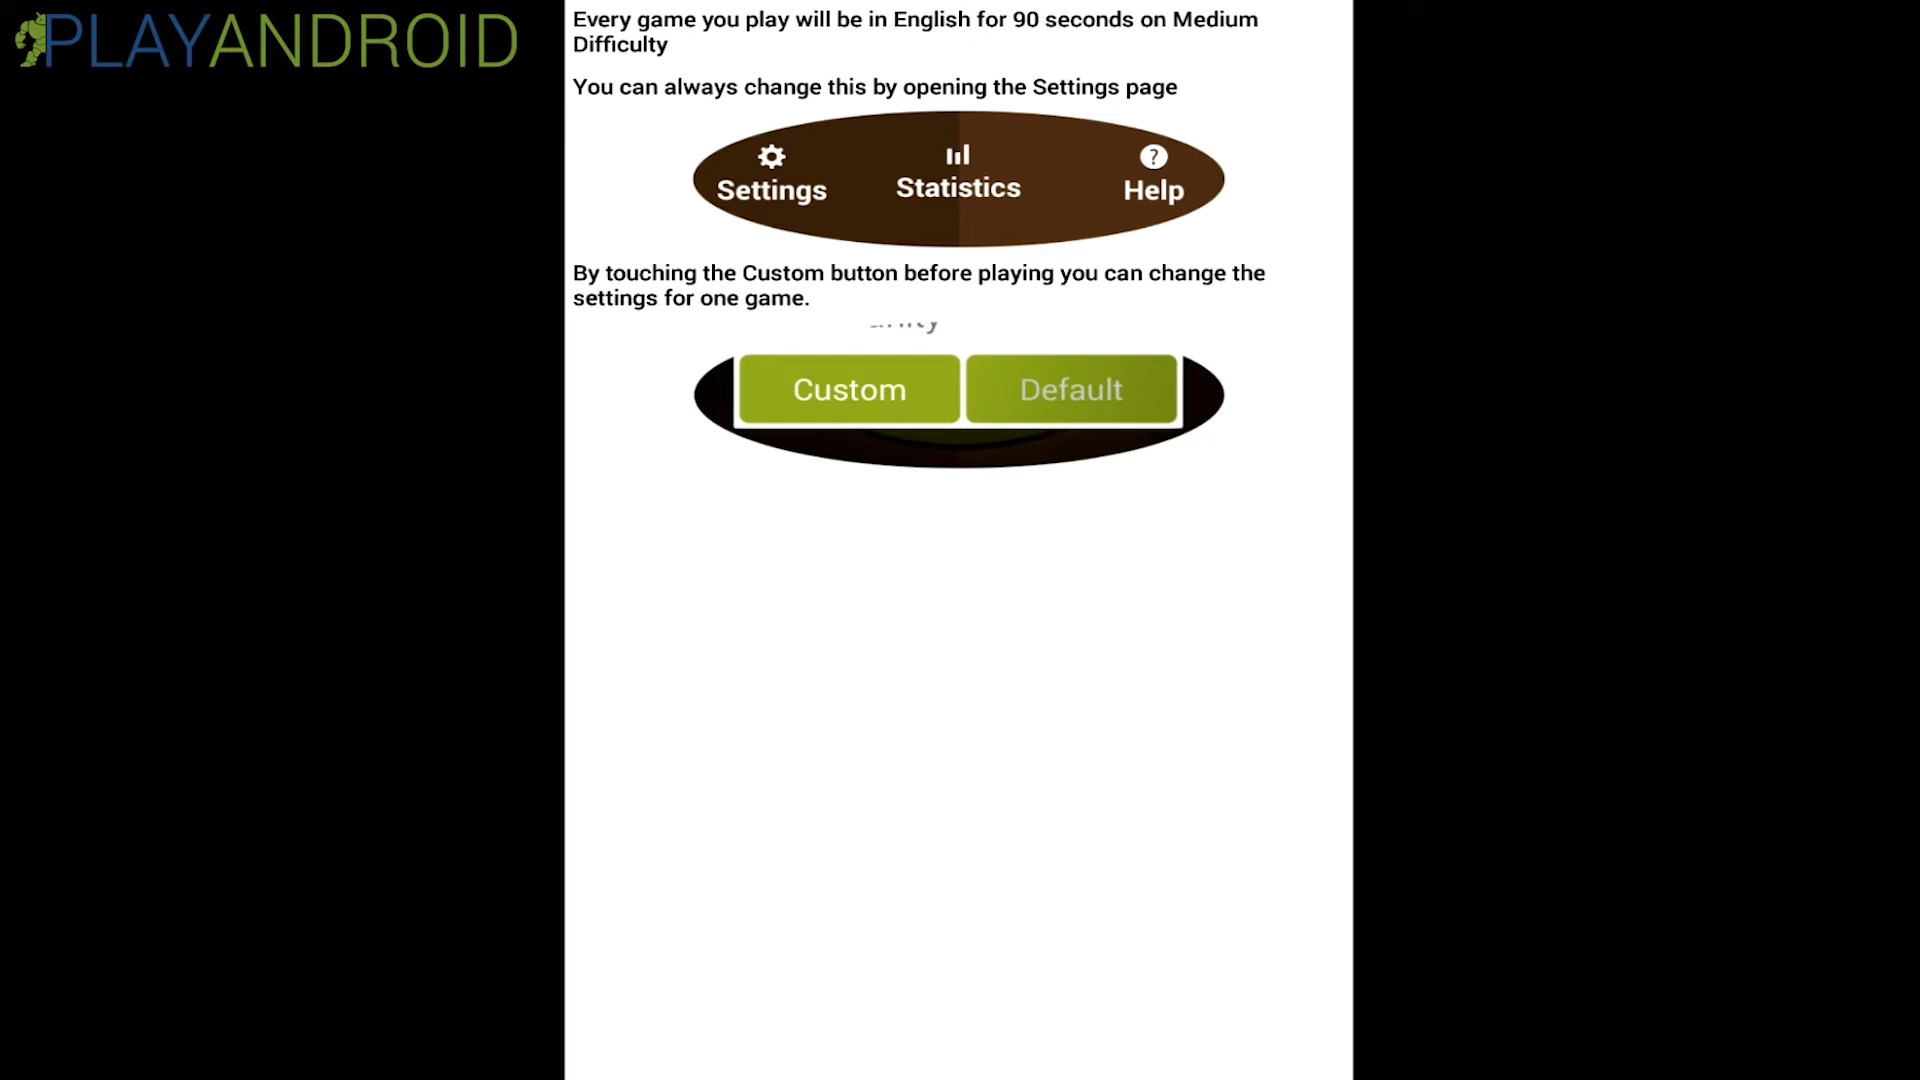 PLAYANDROID
Every game you play will be in English for 90 seconds on Medium
Difficulty
You can always change this by opening the Settings page
Settings Statistics Help
By touching the Custom button before playing you can change the
settings for one game.
Custom Default